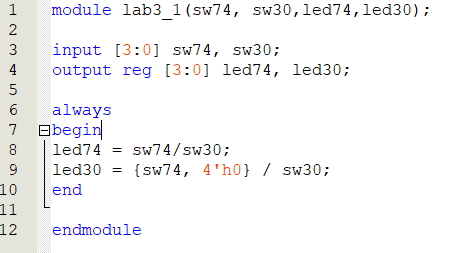 1 module lab3_1(sw74, sw30,led74,led30);
2
3 input [3:0] sw74, sw30;
4 output reg [3:0] led74, led30;
5
6 always
7 begin
8 led74 = sw74/sw30;
9 led30 = {sw74, 4'h0} / sw30;
10 end
11
12 endmodule